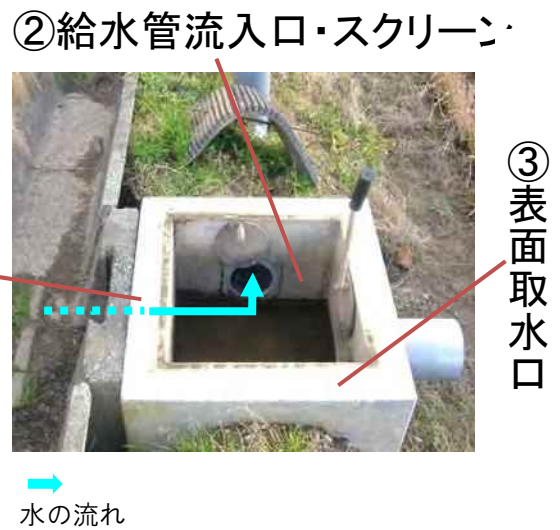 ②給水管流入口・スクリーン
③表面取水口
水の流れ